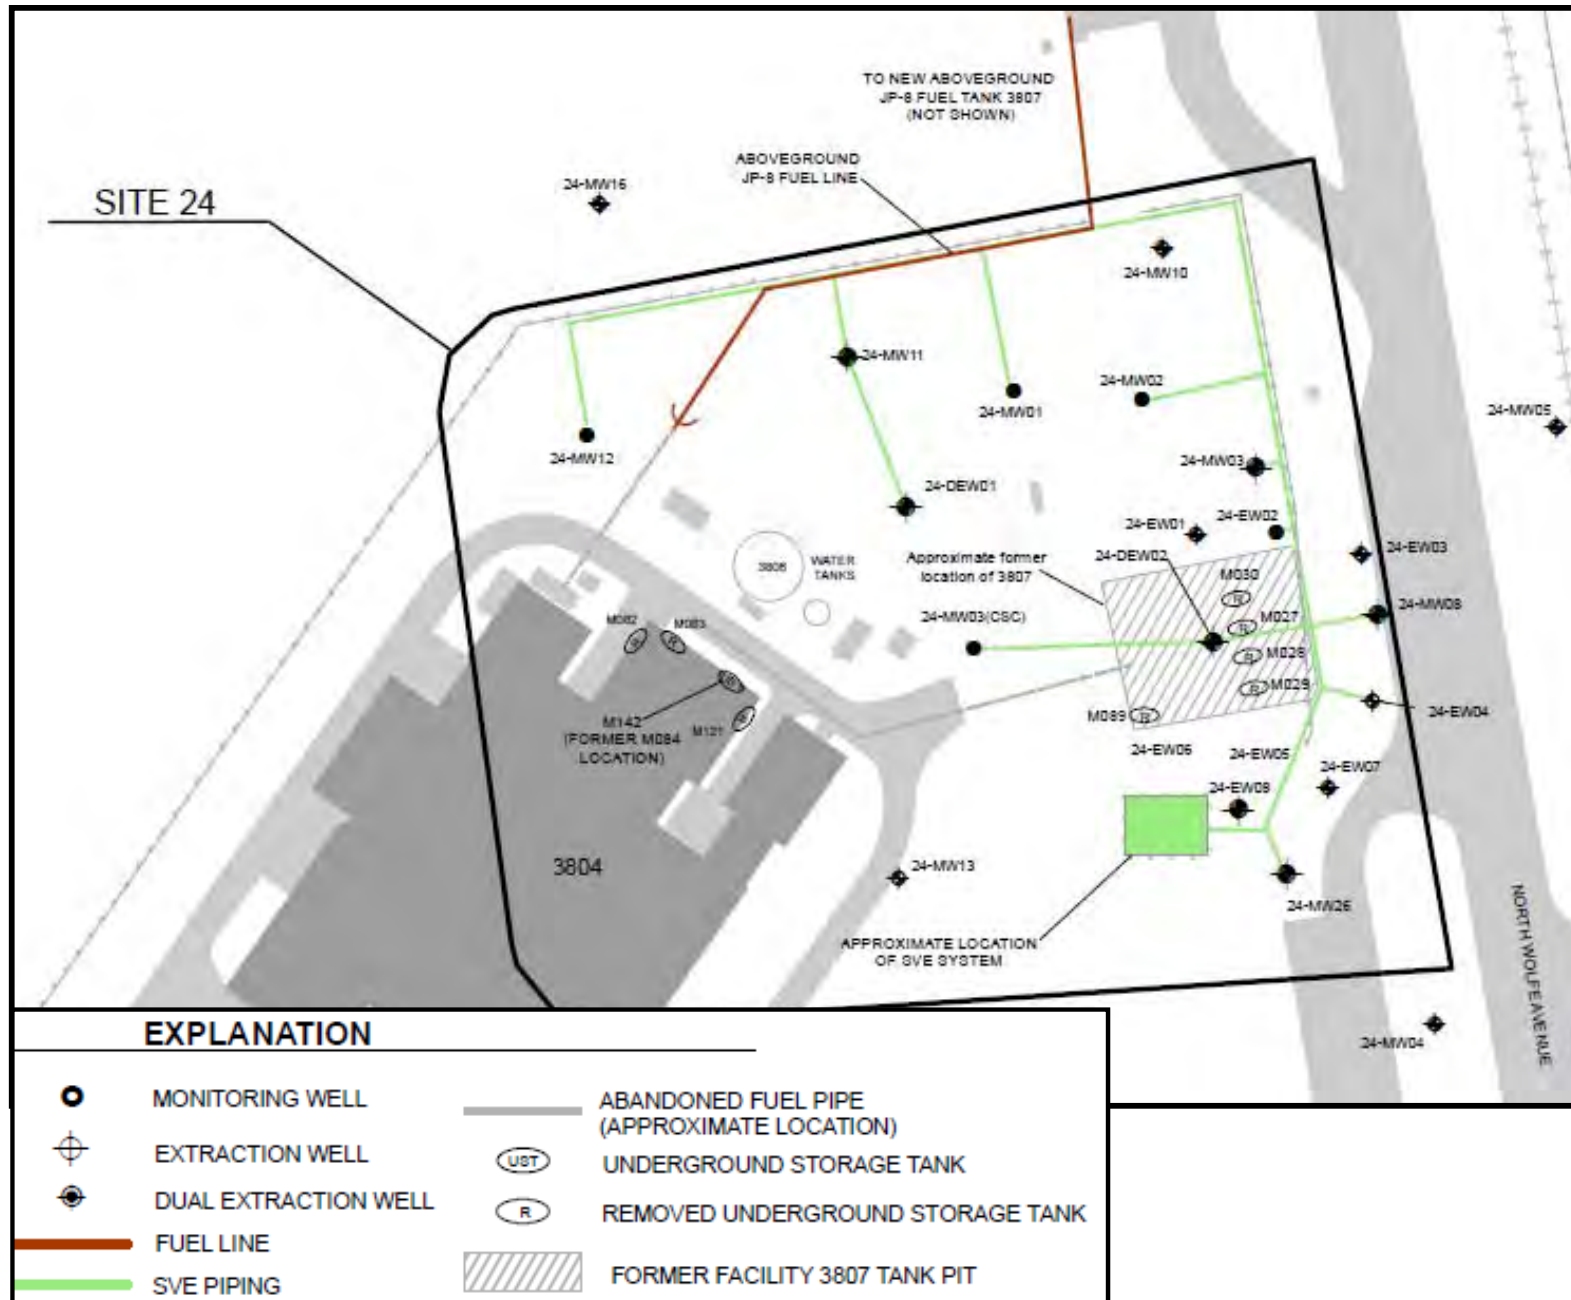 TO NEW ABOVEGROUND
JP-8 FUEL TANK 3807
(NOT SHOWN)
ABOVEGROUND
JP-8 FUEL LINE
SITE 24
24-MW16
24-MW10
24-MW11
24-MW01
24-MW02
24-MW05
24-MW12
24-MW03
24-DEW01
24-EW01
24-EW02
24-EW03
24-DEW02
Approximate former
location of 3807
3806
WATER
TANKS
M030
24-MW03(CSC)
24-MW08
M027
M082
M083
M028
M029
M089
24-EW04
M142
(FORMER M084
LOCATION)
M121
24-EW06
24-EW05
24-EW07
24-EW08
3804
24-MW13
24-MW26
APPROXIMATE LOCATION
OF SVE SYSTEM
NORTH WOLFE AVENUE
24-MW04
R
R
R
R
R
EXPLANATION
MONITORING WELL
EXTRACTION WELL
DUAL EXTRACTION WELL
FUEL LINE
SVE PIPING
ABANDONED FUEL PIPE
(APPROXIMATE LOCATION)
UST UNDERGROUND STORAGE TANK
R REMOVED UNDERGROUND STORAGE TANK
FORMER FACILITY 3807 TANK PIT